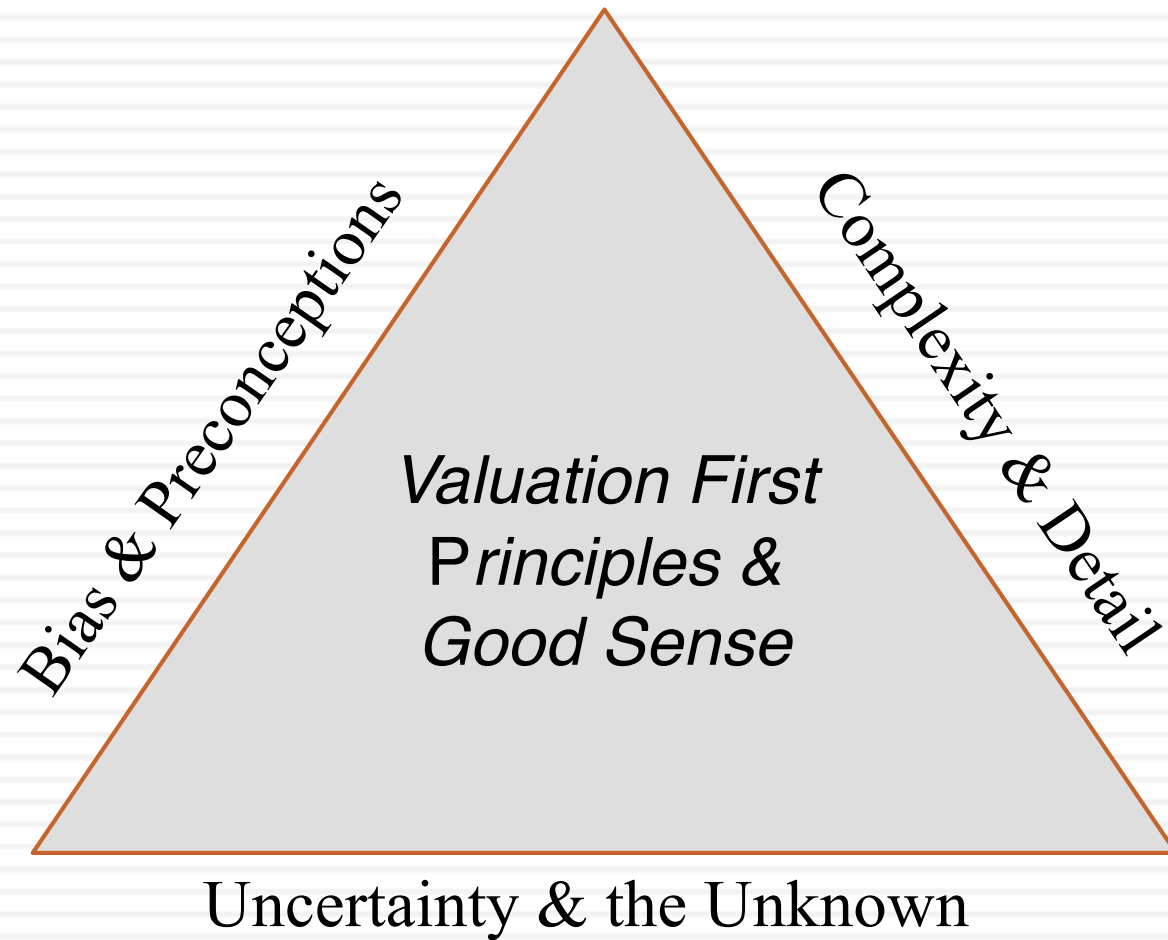 Bias & Preconceptions
Complexity & Detail
Valuation First
Principles &
Good Sense
Uncertainty & the Unknown